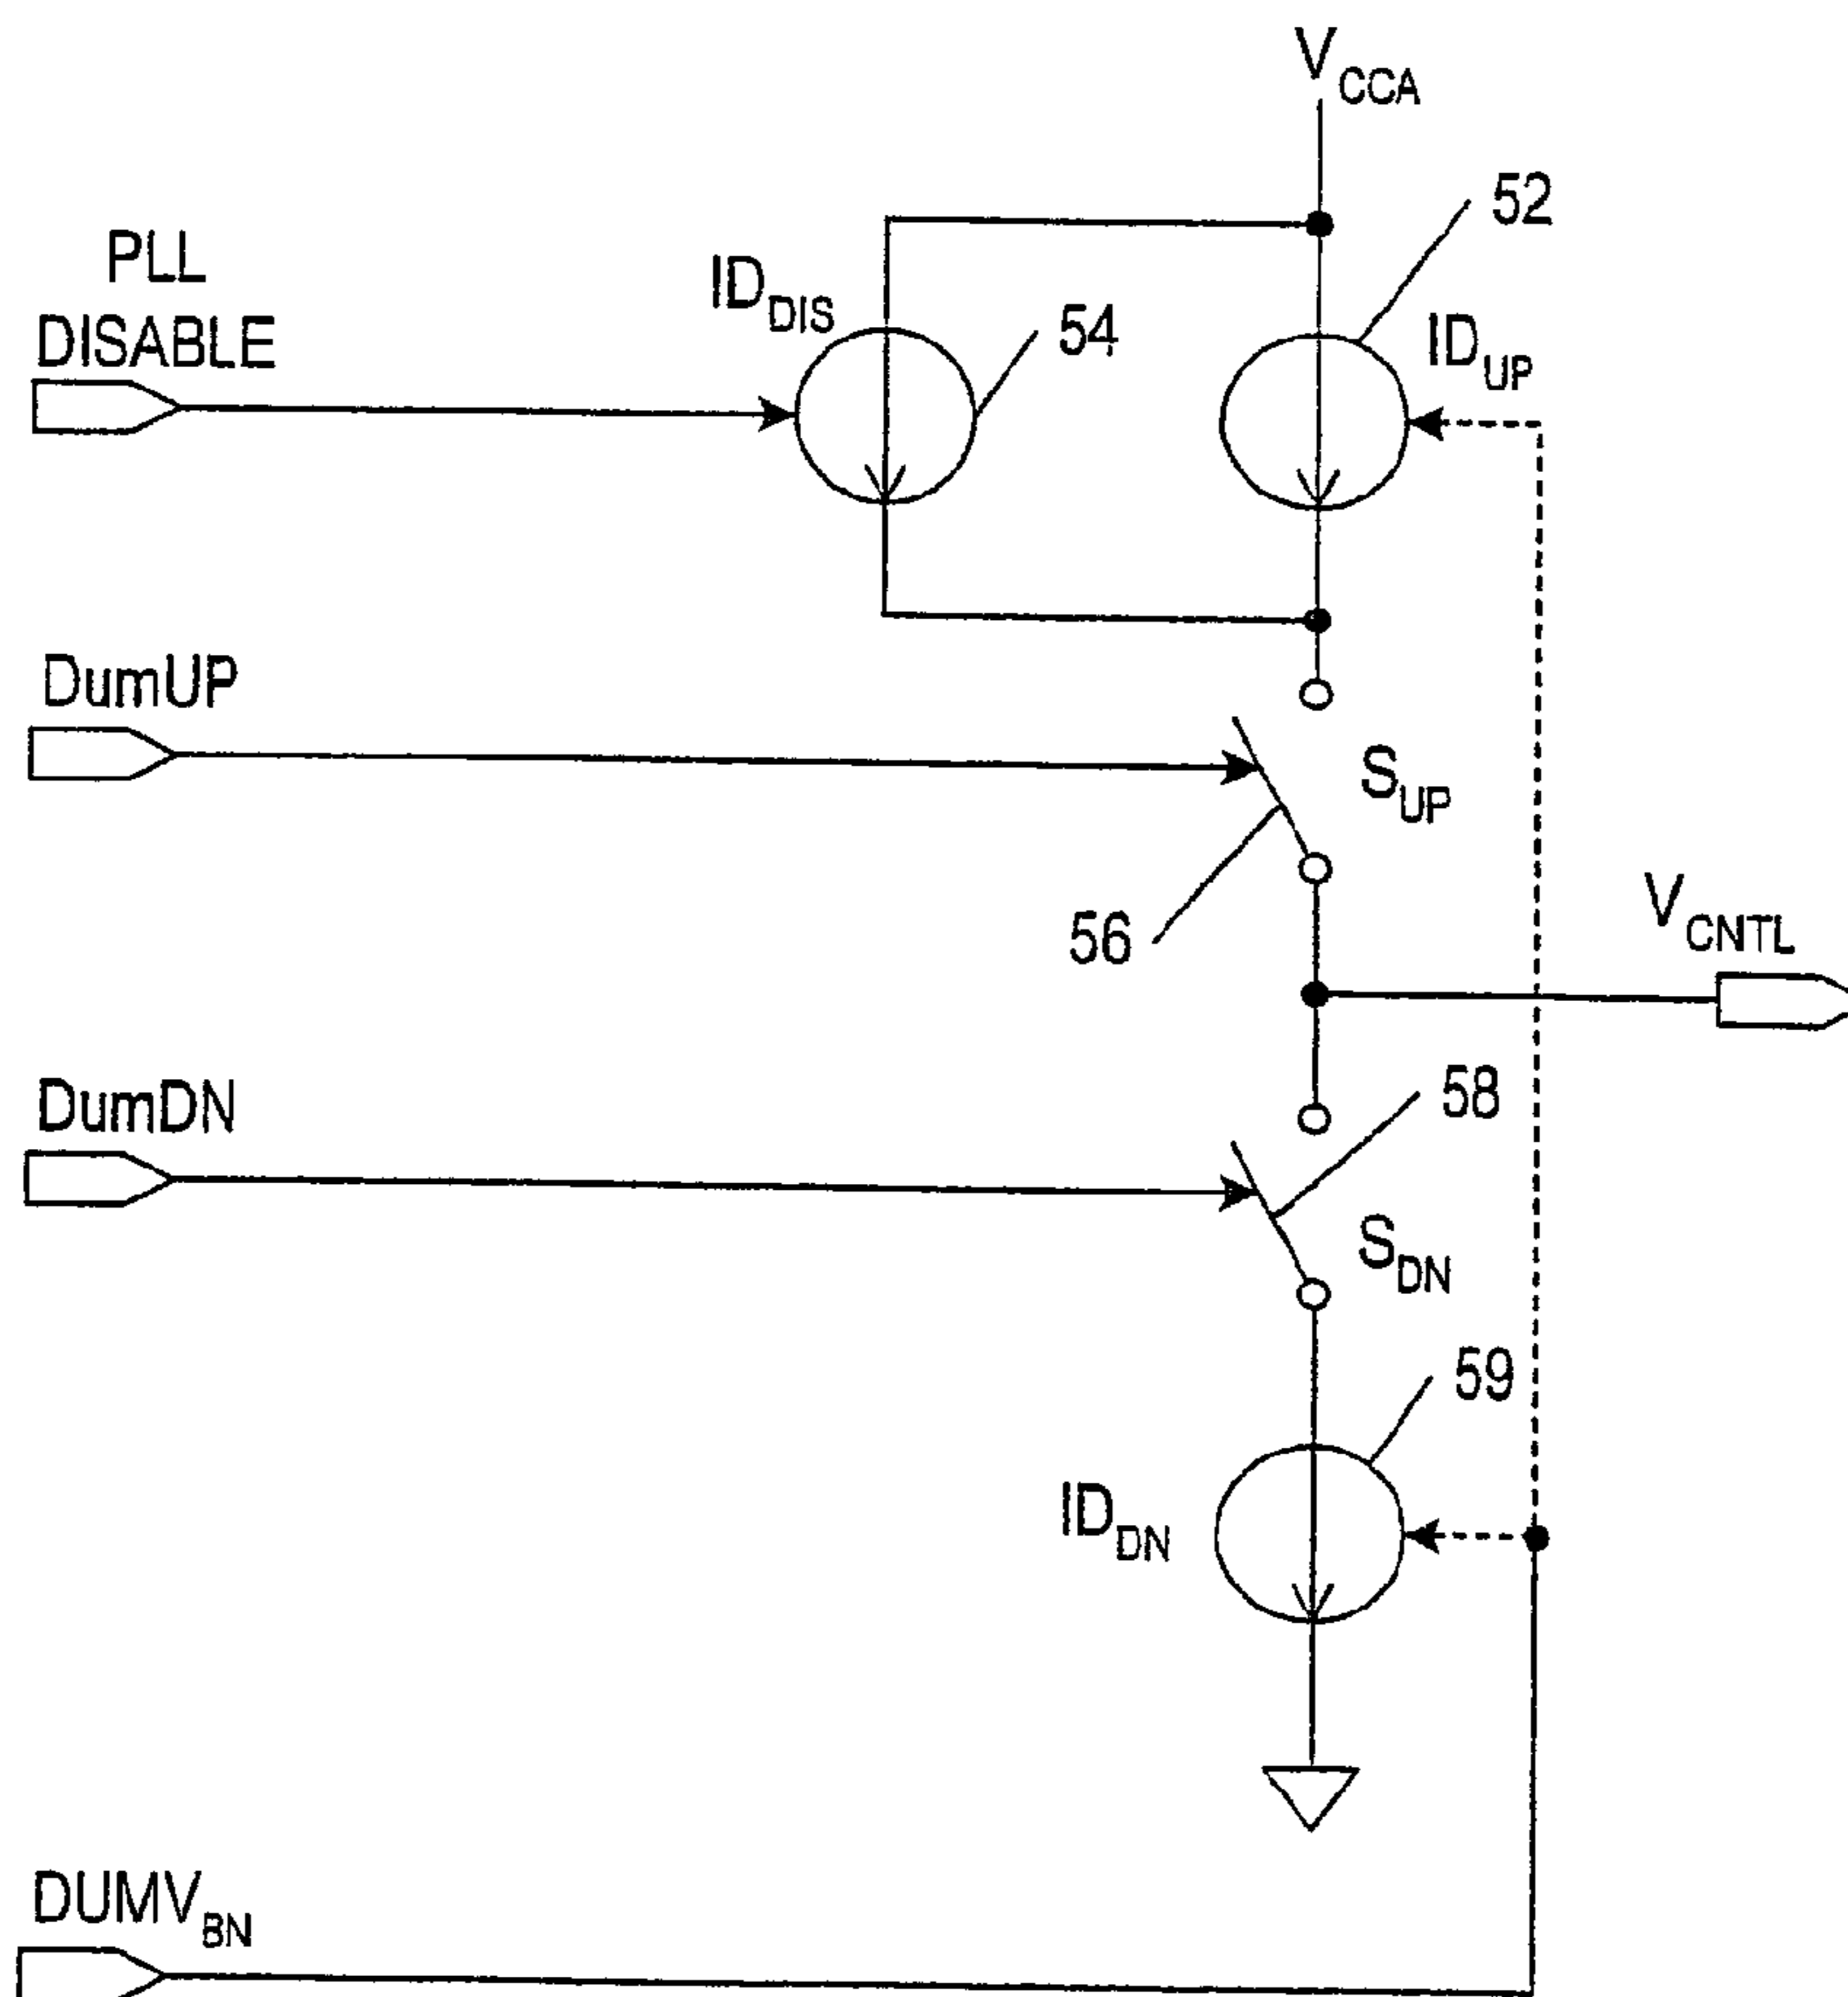 V_CCA
52
PLL
DISABLE
ID_DIS
54
ID_UP
DumUP
S_UP
56
V_CNTL
DumDN
58
S_DN
59
ID_DN
DUMV_BN